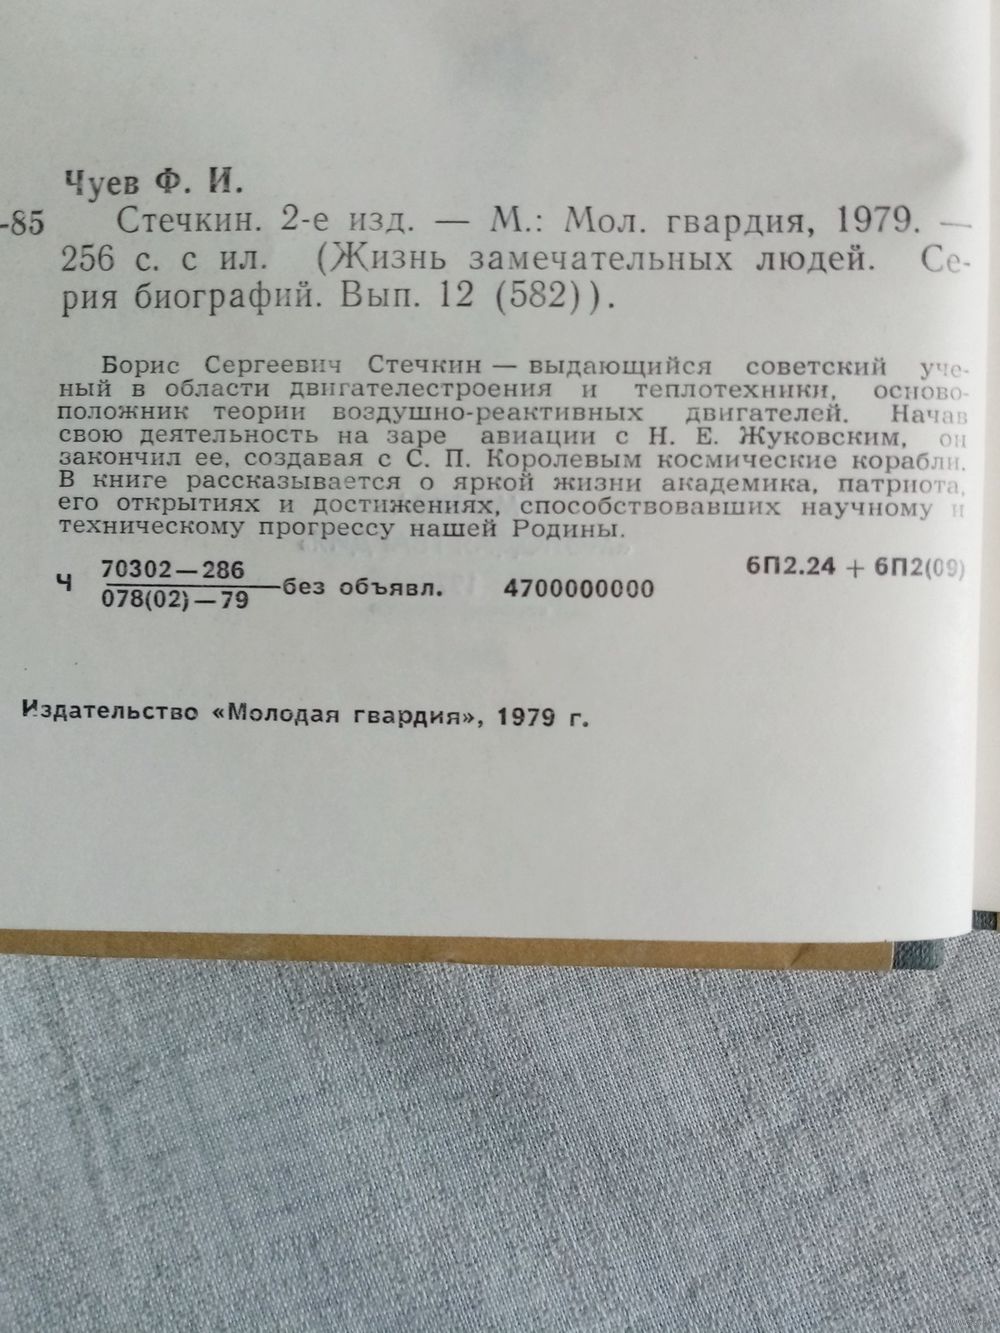 Чуев Ф. И.
-85 Стечкин. 2-е изд. — М.: Мол. гвардия, 1979. —
256 с. с ил. (Жизнь замечательных людей. Се-
рия биографий. Вып. 12 (582)).
Борис Сергеевич Стечкин — выдающийся советский уче-
ный в области двигателестроения и теплотехники, осново-
положник теории воздушно-реактивных двигателей. Начав
свою деятельность на заре авиации с Н. Е. Жуковским, он
закончил ее, создавая с С. П. Королевым космические корабли.
В книге рассказывается о яркой жизни академика, патриота,
его открытиях и достижениях, способствовавших научному и
техническому прогрессу нашей Родины.
Ч 70302—286
078(02)—79 —без объявл. 4700000000 6П2.24 + 6П2(09)
Издательство «Молодая гвардия», 1979 г.